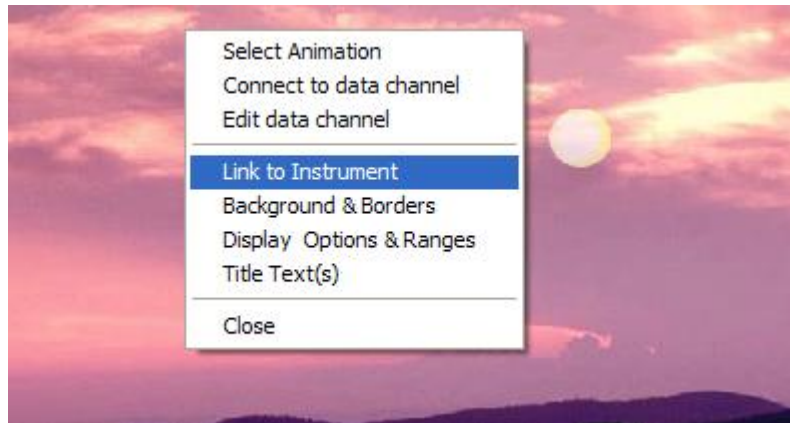 Select Animation
Connect to data channel
Edit data channel
Link to Instrument
Background & Borders
Display Options & Ranges
Title Text(s)
Close